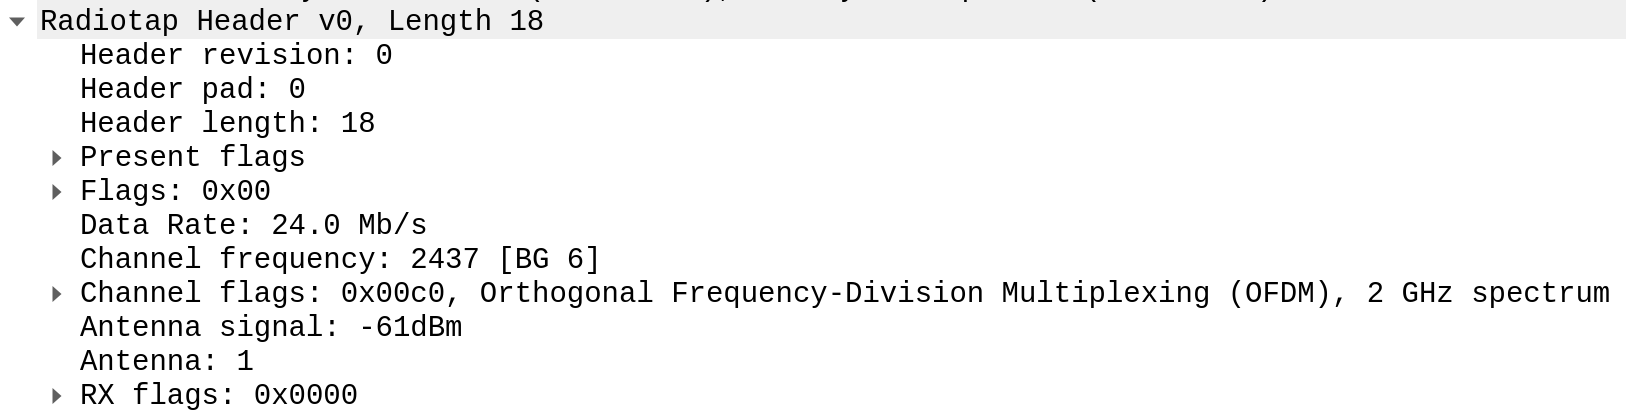 Radiotap Header v0, Length 18
Header revision: 0
Header pad: 0
Header length: 18
Present flags
Flags: 0x00
Data Rate: 24.0 Mb/s
Channel frequency: 2437 [BG 6]
Channel flags: 0x00c0, Orthogonal Frequency-Division Multiplexing (OFDM), 2 GHz spectrum
Antenna signal: -61dBm
Antenna: 1
RX flags: 0x0000